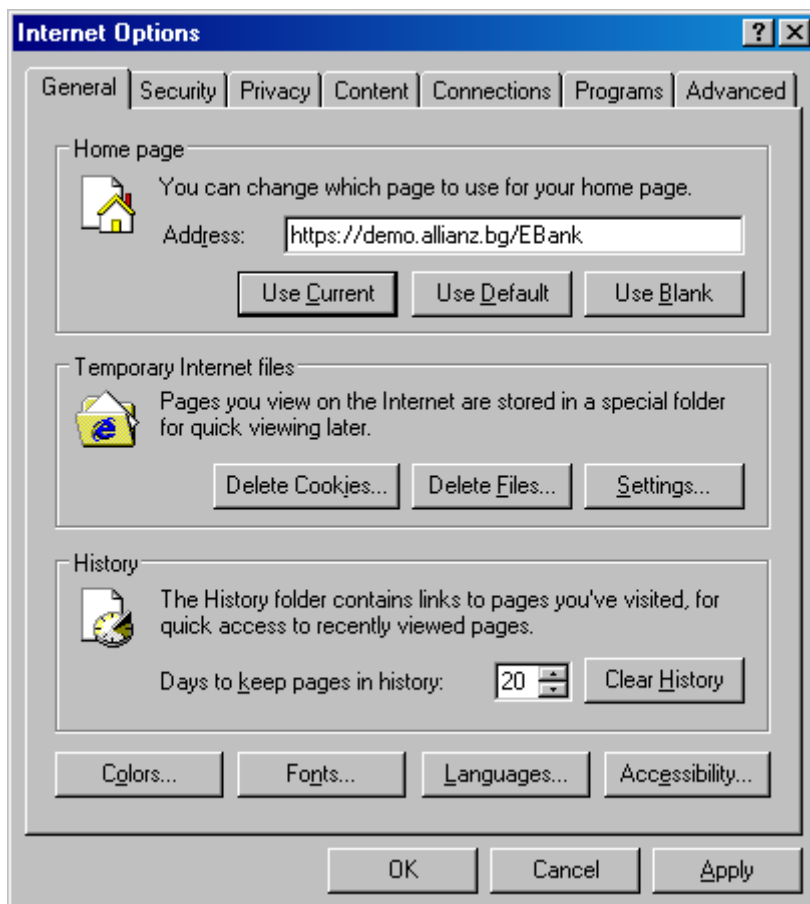 Internet Options
General Security Privacy Content Connections Programs Advanced
Home page
You can change which page to use for your home page.
Address: https://demo.allianz.bg/EBank
Use Current Use Default Use Blank
Temporary Internet files
Pages you view on the Internet are stored in a special folder
for quick viewing later.
Delete Cookies... Delete Files... Settings...
History
The History folder contains links to pages you've visited, for
quick access to recently viewed pages.
Days to keep pages in history: 20 Clear History
Colors... Fonts... Languages... Accessibility...
OK Cancel Apply